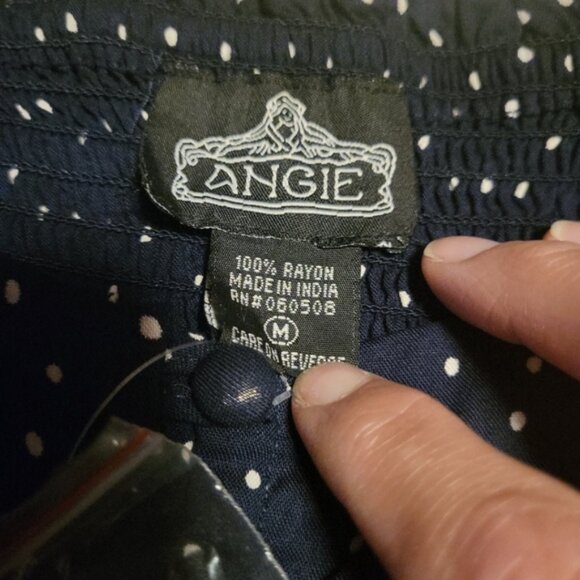 ANGIE
100% RAYON
MADE IN INDIA
RN# 060508
M
CARE ON REVERSE